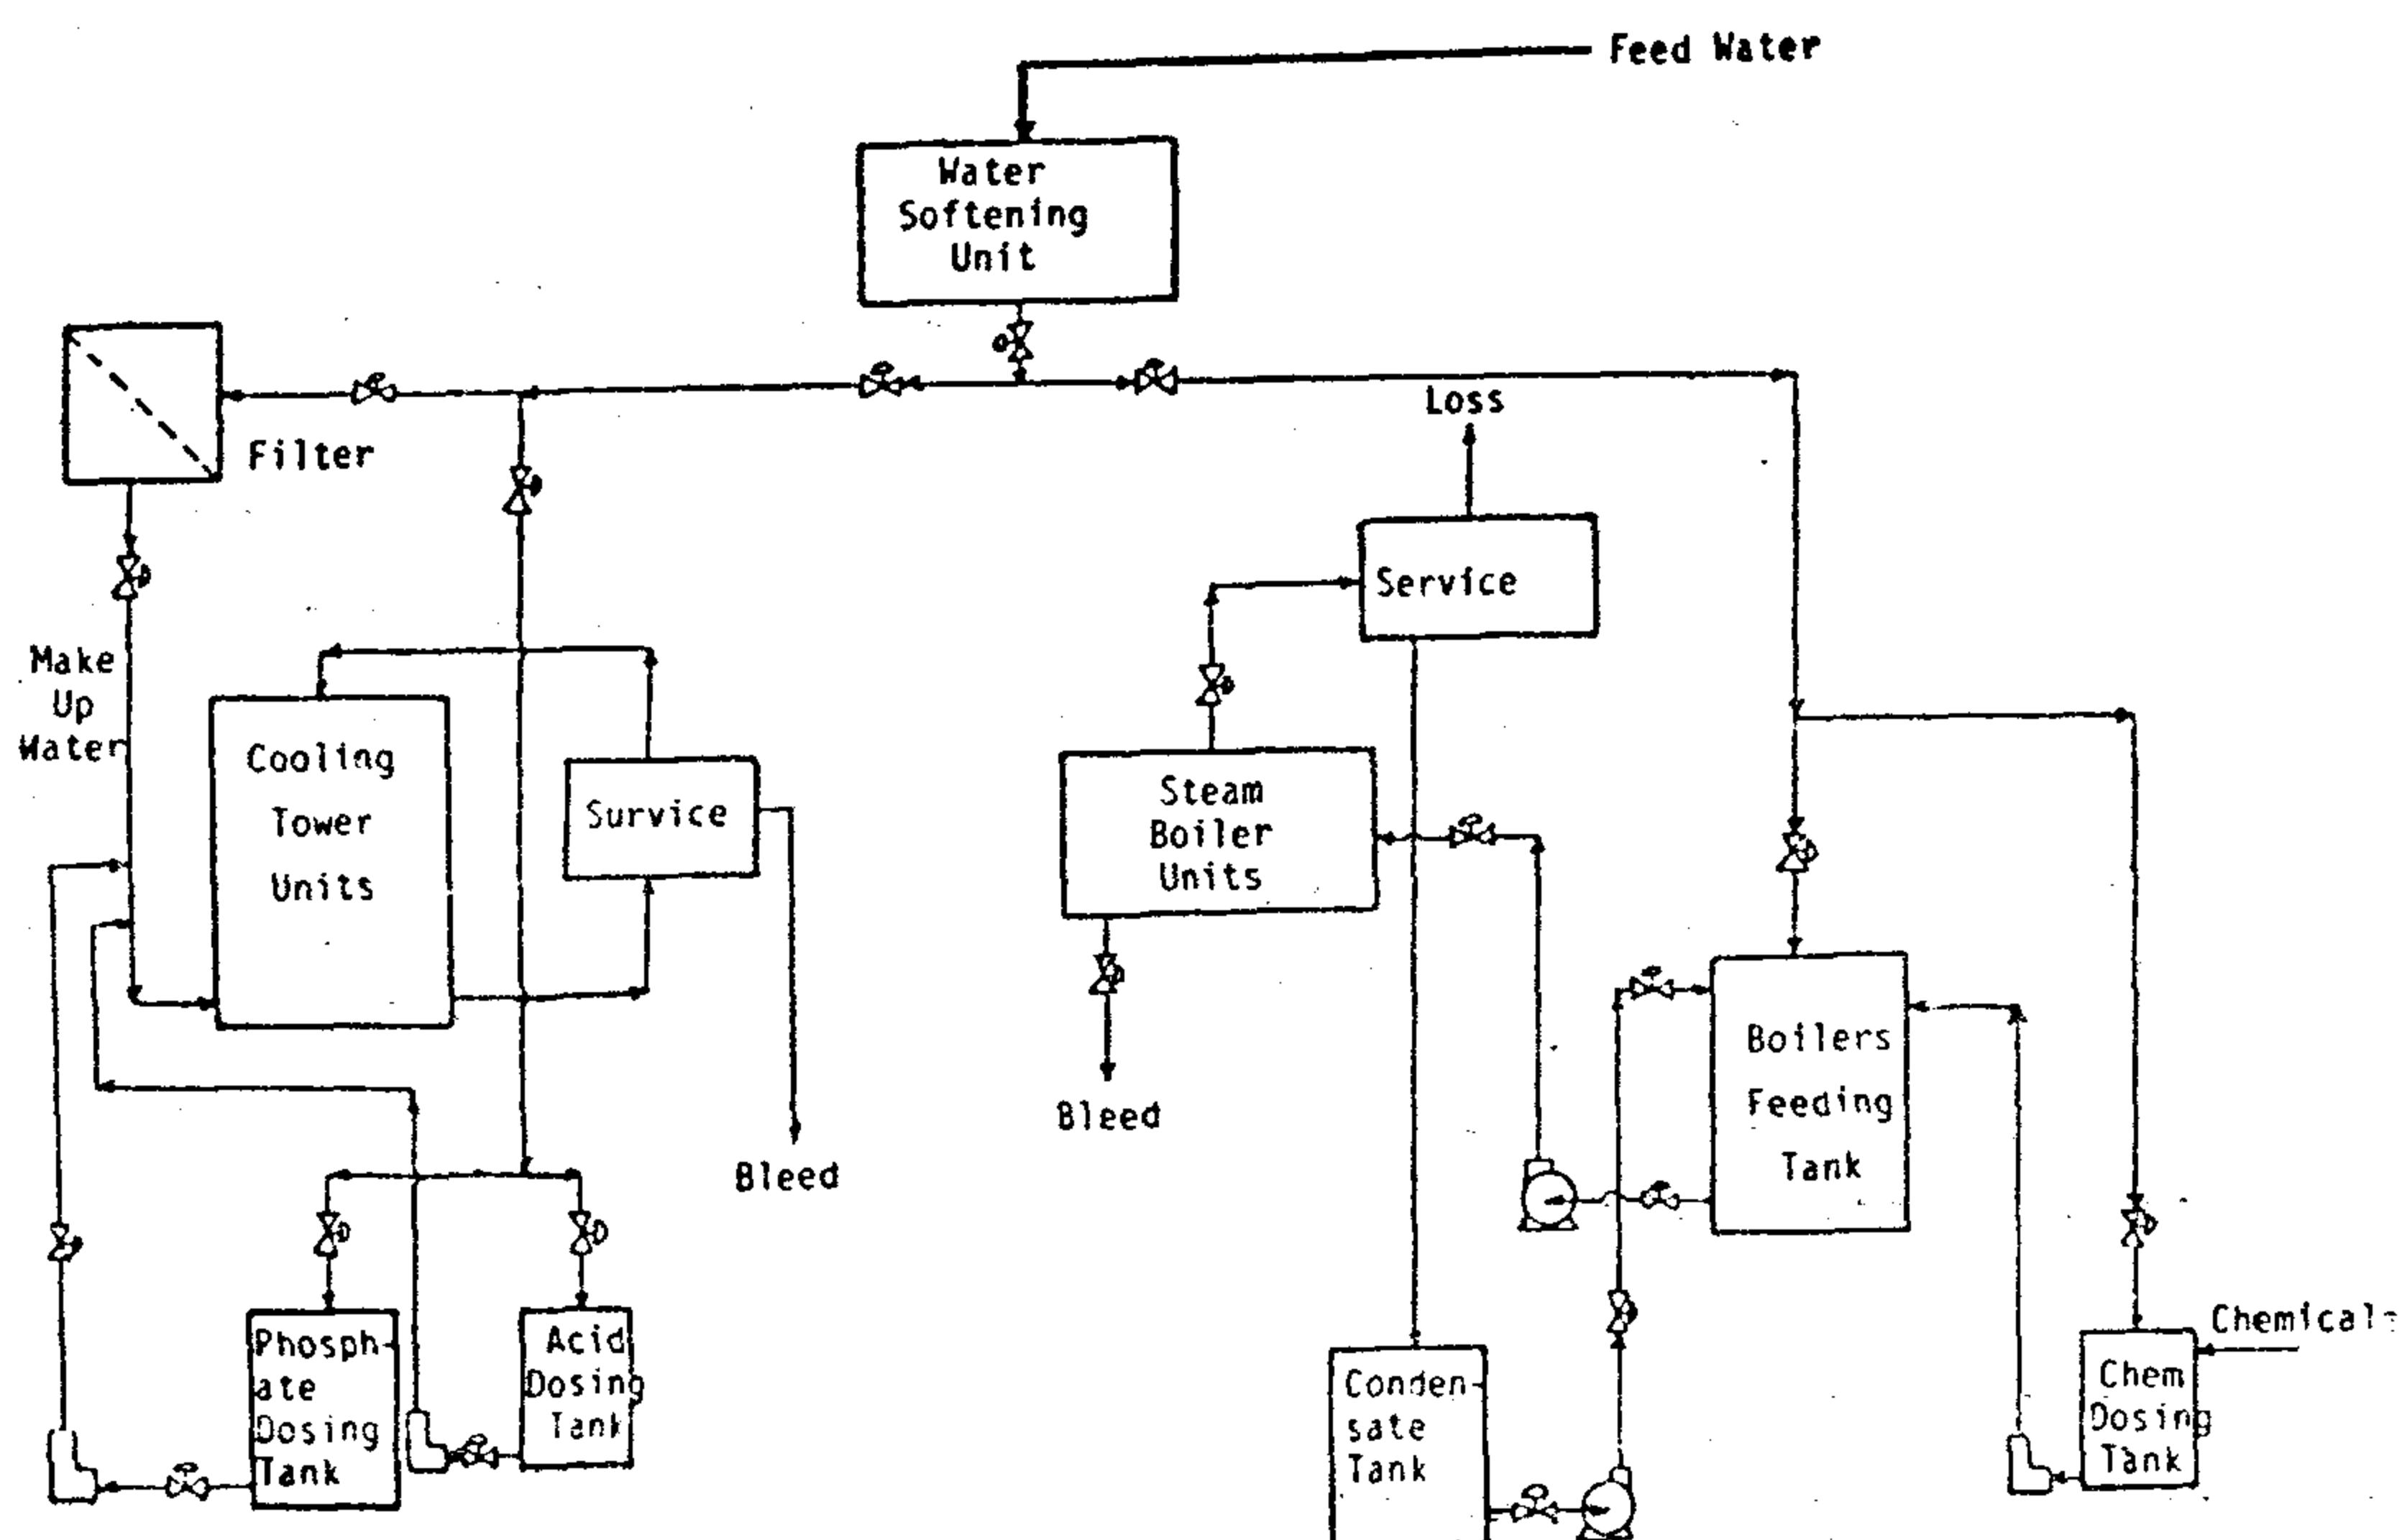 Feed Water
Water
Softening
Unit
Loss
Filter
Service
Make
Up
Water
Cooling
Tower
Units
Survice
Steam
Boiler
Units
Boilers
Feeding
Tank
Bleed
Bleed
Phosph-
ate
Dosing
Tank
Acid
Dosing
Tank
Conden-
sate
Tank
Chemical-
Chem
Dosing
Tank